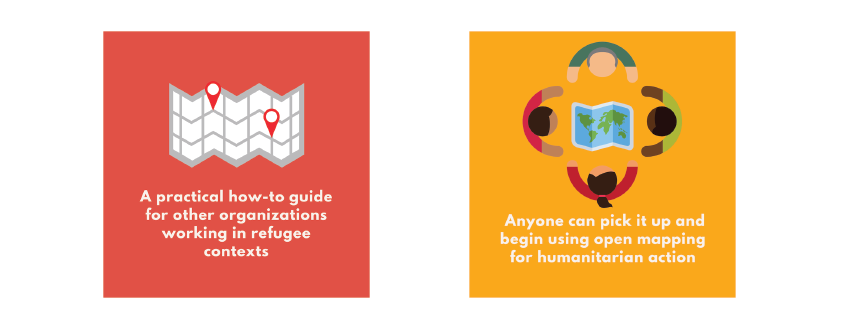 A practical how-to guide
for other organizations
working in refugee
contexts
Anyone can pick it up and
begin using open mapping
for humanitarian action